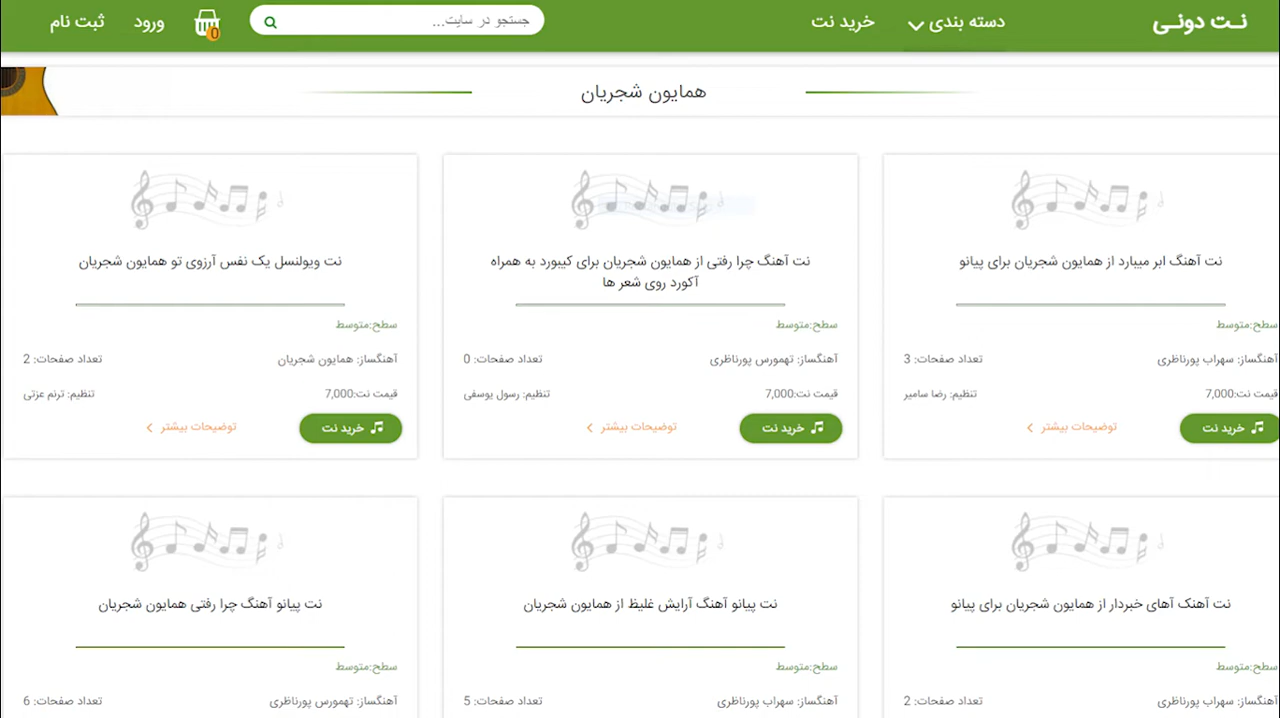 نـت دونـی
دسته بندی
خرید نت
جستجو در سایت...
0
ورود
ثبت نام
همایون شجریان
نت آهنگ ابر میبارد از همایون شجریان برای پیانو
سطح:متوسط
آهنگساز: سهراب پورناظری
تعداد صفحات: 3
قیمت نت:7,000
تنظیم: رضا سامیر
خرید نت
توضیحات بیشتر
نت آهنگ چرا رفتی از همایون شجریان برای کیبورد به همراه
آکورد روی شعر ها
سطح:متوسط
آهنگساز: تهمورس پورناظری
تعداد صفحات: 0
قیمت نت:7,000
تنظیم: رسول یوسفی
خرید نت
توضیحات بیشتر
نت ویولنسل یک نفس آرزوی تو همایون شجریان
سطح:متوسط
آهنگساز: همایون شجریان
تعداد صفحات: 2
قیمت نت:7,000
تنظیم: ترنم عزتی
خرید نت
توضیحات بیشتر
نت آهنک آهای خبردار از همایون شجریان برای پیانو
سطح:متوسط
آهنگساز: سهراب پورناظری
تعداد صفحات: 2
نت پیانو آهنگ آرایش غلیظ از همایون شجریان
سطح:متوسط
آهنگساز: سهراب پورناظری
تعداد صفحات: 5
نت پیانو آهنگ چرا رفتی همایون شجریان
سطح:متوسط
آهنگساز: تهمورس پورناظری
تعداد صفحات: 6